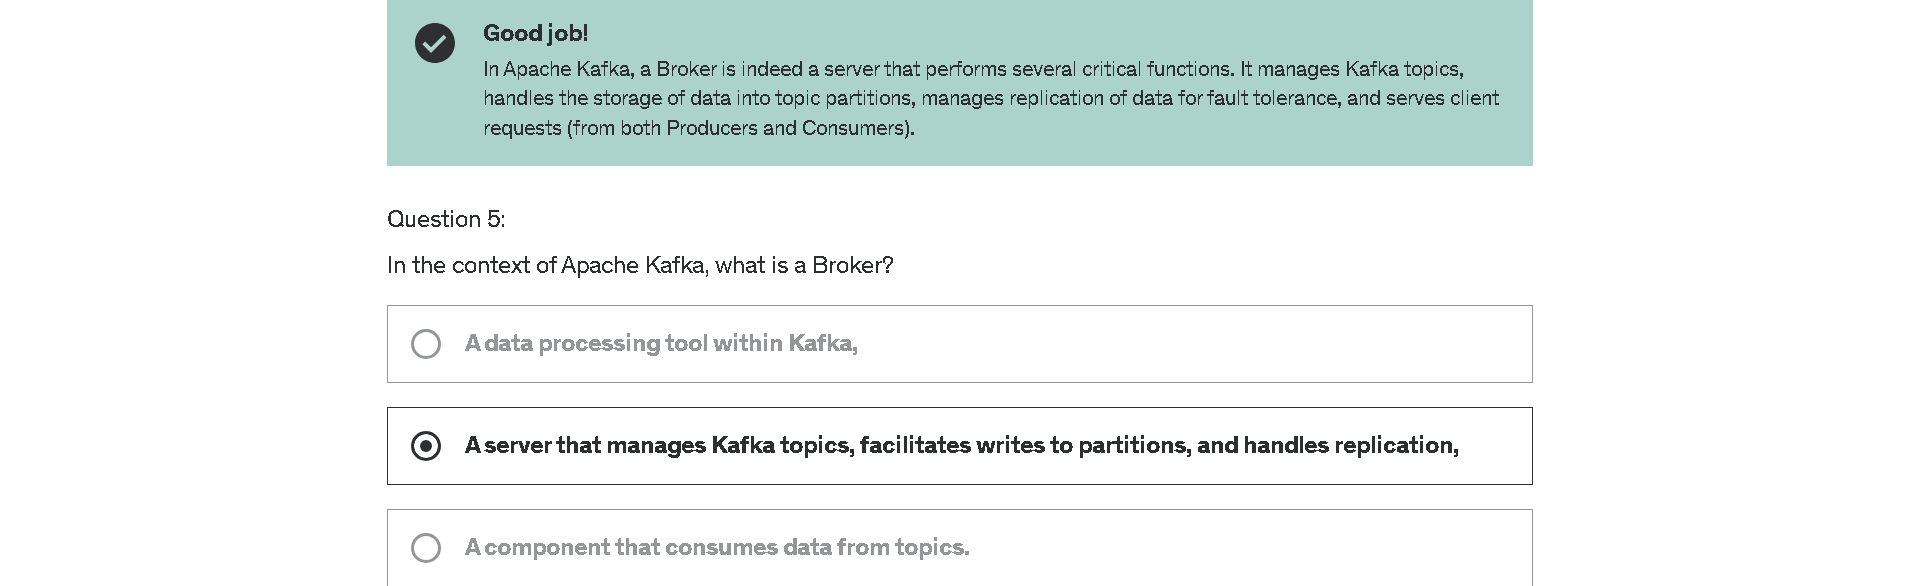 Good job!
In Apache Kafka, a Broker is indeed a server that performs several critical functions. It manages Kafka topics,
handles the storage of data into topic partitions, manages replication of data for fault tolerance, and serves client
requests (from both Producers and Consumers).
Question 5:
In the context of Apache Kafka, what is a Broker?
A data processing tool within Kafka,
A server that manages Kafka topics, facilitates writes to partitions, and handles replication,
A component that consumes data from topics.